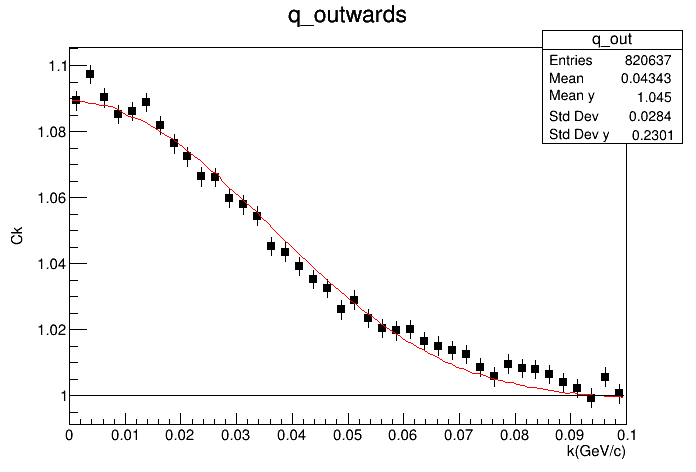 q_outwards
q_out
Entries 820637
Mean 0.04343
Mean y 1.045
Std Dev 0.0284
Std Dev y 0.2301
1.1
1.08
1.06
1.04
1.02
1
Ck
0 0.01 0.02 0.03 0.04 0.05 0.06 0.07 0.08 0.09 0.1
k(GeV/c)